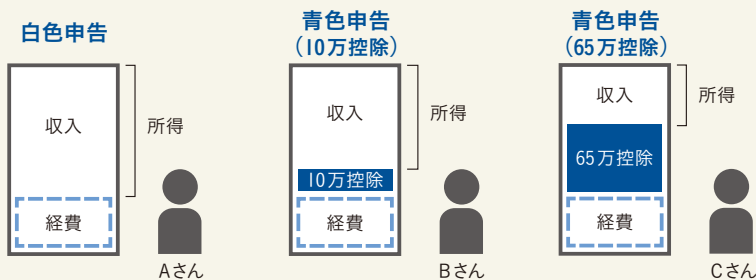 白色申告
収入
所得
経費
Aさん
青色申告
(10万控除)
収入
所得
10万控除
経費
Bさん
青色申告
(65万控除)
収入
所得
65万控除
経費
Cさん